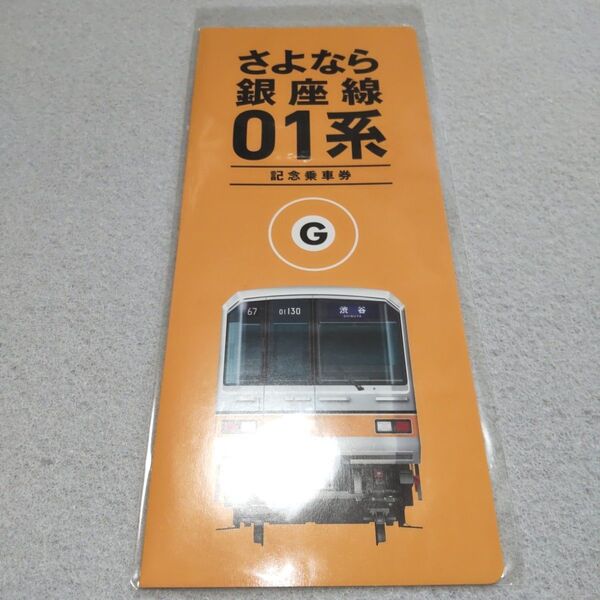 さよなら
銀座線
01系
記念乗車券
G
67 01130 渋谷
SHIBUYA